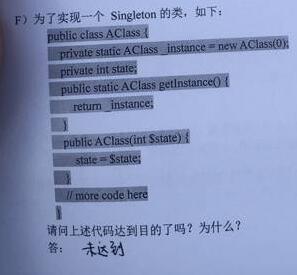 F）为了实现一个 Singleton 的类，如下：
public class AClass {
private static AClass _instance = new AClass(0);
private int state;
public static AClass getInstance() {
return _instance;
}
public AClass(int $state) {
state = $state;
}
// more code here
}
请问上述代码达到目的了吗？为什么？
答： 未达到